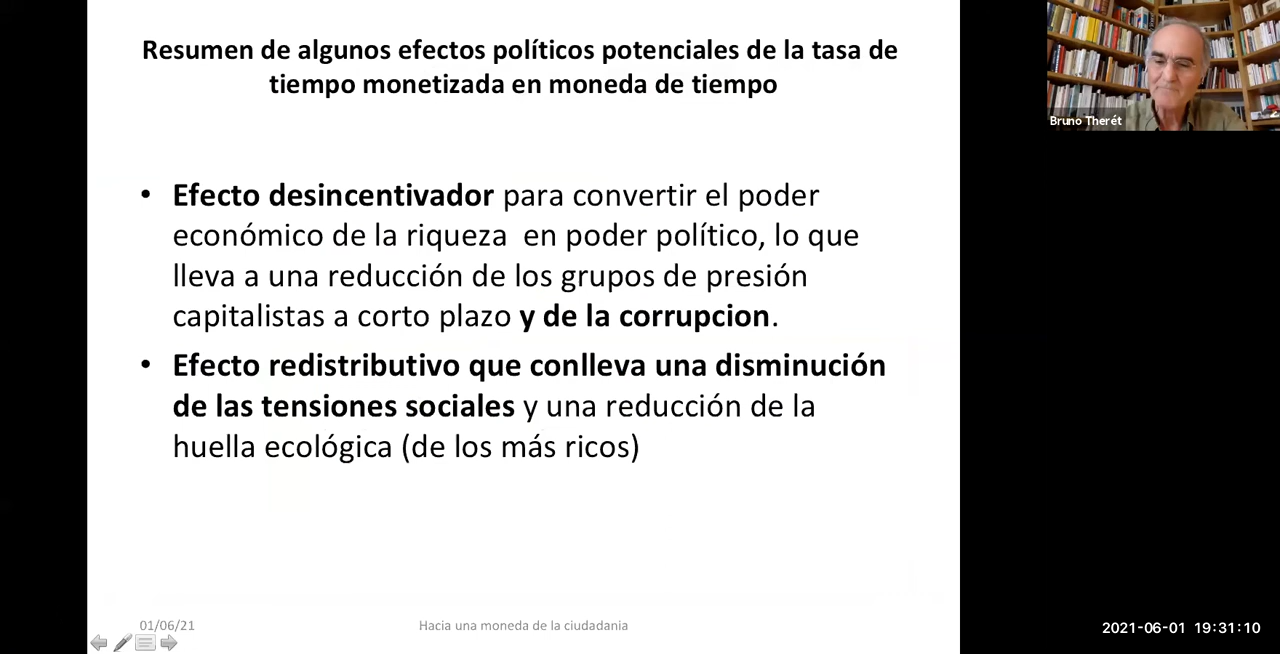 Resumen de algunos efectos políticos potenciales de la tasa de
tiempo monetizada en moneda de tiempo
Bruno Therét
• Efecto desincentivador para convertir el poder
económico de la riqueza en poder político, lo que
lleva a una reducción de los grupos de presión
capitalistas a corto plazo y de la corrupcion.
• Efecto redistributivo que conlleva una disminución
de las tensiones sociales y una reducción de la
huella ecológica (de los más ricos)
01/06/21
Hacia una moneda de la ciudadania
2021-06-01 19:31:10